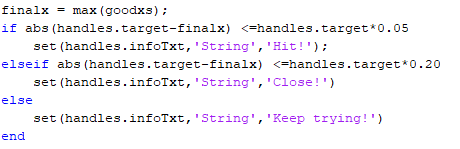 finalx = max(goodxs);
if abs(handles.target-finalx) <=handles.target*0.05
    set(handles.infoTxt,'String','Hit!');
elseif abs(handles.target-finalx) <=handles.target*0.20
    set(handles.infoTxt,'String','Close!')
else
    set(handles.infoTxt,'String','Keep trying!')
end